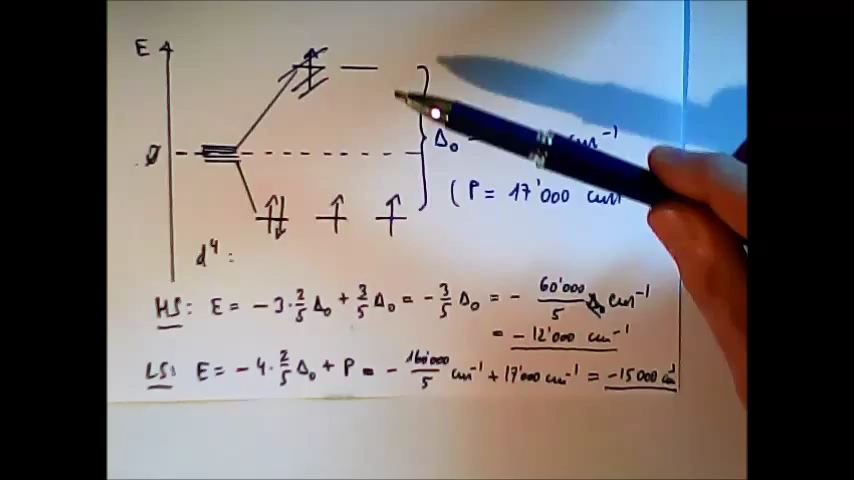 E
0
Δ₀ cm⁻¹
(P = 17'000 cm
d⁴:
HS: E = -3·2/5 Δ₀ + 3/5 Δ₀ = -3/5 Δ₀ = - 60'000/5 cm⁻¹
= -12'000 cm⁻¹
LS: E = -4·2/5 Δ₀ + P = - 160'000/5 cm⁻¹ + 17'000 cm⁻¹ = -15'000 cm⁻¹